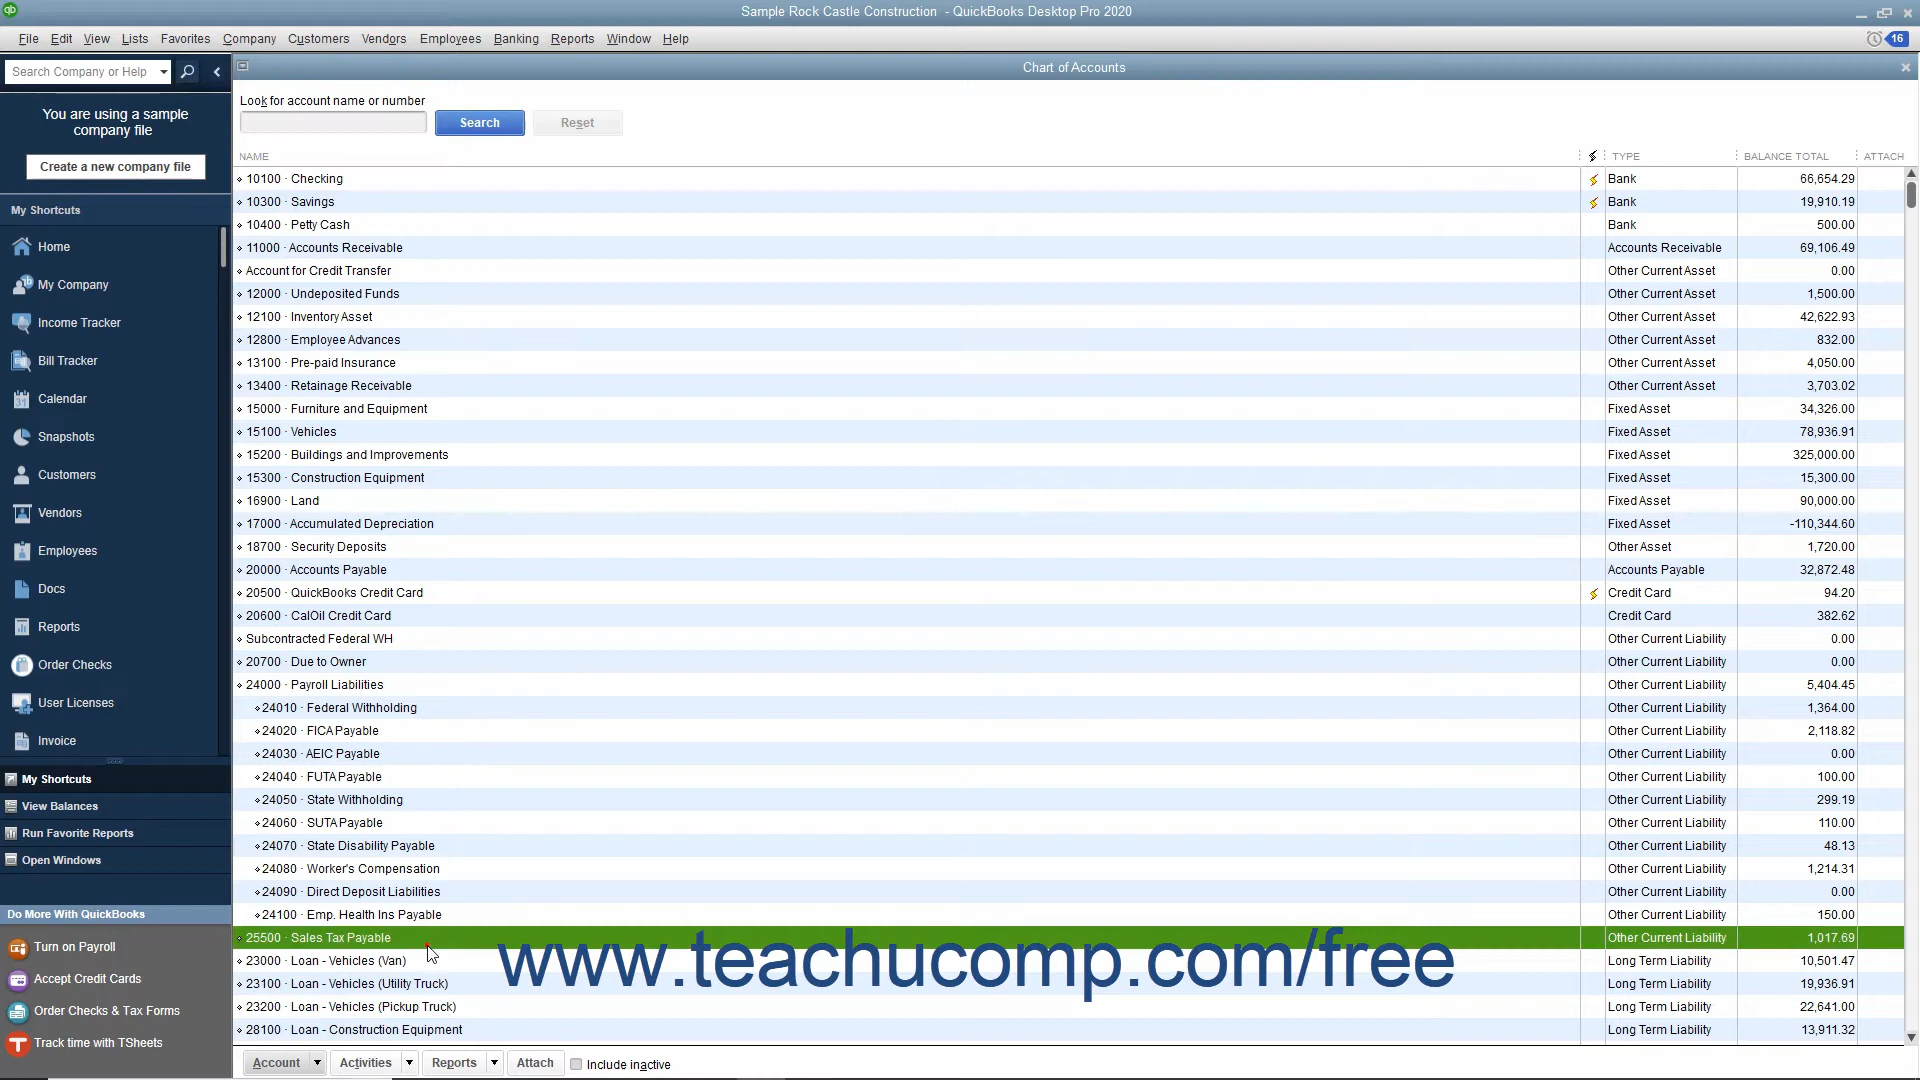 Sample Rock Castle Construction - QuickBooks Desktop Pro 2020
File Edit View Lists Favorites Company Customers Vendors Employees Banking Reports Window Help 16
Search Company or Help
Chart of Accounts
You are using a sample
company file
Create a new company file
My Shortcuts
Home
My Company
Income Tracker
Bill Tracker
Calendar
Snapshots
Customers
Vendors
Employees
Docs
Reports
Order Checks
User Licenses
Invoice
My Shortcuts
View Balances
Run Favorite Reports
Open Windows
Do More With QuickBooks
Turn on Payroll
Accept Credit Cards
Order Checks & Tax Forms
Track time with TSheets
Look for account name or number
Search Reset
NAME TYPE BALANCE TOTAL ATTACH
10100 · Checking Bank 66,654.29
10300 · Savings Bank 19,910.19
10400 · Petty Cash Bank 500.00
11000 · Accounts Receivable Accounts Receivable 69,106.49
Account for Credit Transfer Other Current Asset 0.00
12000 · Undeposited Funds Other Current Asset 1,500.00
12100 · Inventory Asset Other Current Asset 42,622.93
12800 · Employee Advances Other Current Asset 832.00
13100 · Pre-paid Insurance Other Current Asset 4,050.00
13400 · Retainage Receivable Other Current Asset 3,703.02
15000 · Furniture and Equipment Fixed Asset 34,326.00
15100 · Vehicles Fixed Asset 78,936.91
15200 · Buildings and Improvements Fixed Asset 325,000.00
15300 · Construction Equipment Fixed Asset 15,300.00
16900 · Land Fixed Asset 90,000.00
17000 · Accumulated Depreciation Fixed Asset -110,344.60
18700 · Security Deposits Other Asset 1,720.00
20000 · Accounts Payable Accounts Payable 32,872.48
20500 · QuickBooks Credit Card Credit Card 94.20
20600 · CalOil Credit Card Credit Card 382.62
Subcontracted Federal WH Other Current Liability 0.00
20700 · Due to Owner Other Current Liability 0.00
24000 · Payroll Liabilities Other Current Liability 5,404.45
24010 · Federal Withholding Other Current Liability 1,364.00
24020 · FICA Payable Other Current Liability 2,118.82
24030 · AEIC Payable Other Current Liability 0.00
24040 · FUTA Payable Other Current Liability 100.00
24050 · State Withholding Other Current Liability 299.19
24060 · SUTA Payable Other Current Liability 110.00
24070 · State Disability Payable Other Current Liability 48.13
24080 · Worker's Compensation Other Current Liability 1,214.31
24090 · Direct Deposit Liabilities Other Current Liability 0.00
24100 · Emp. Health Ins Payable Other Current Liability 150.00
25500 · Sales Tax Payable Other Current Liability 1,017.69
23000 · Loan - Vehicles (Van) Long Term Liability 10,501.47
23100 · Loan - Vehicles (Utility Truck) Long Term Liability 19,936.91
23200 · Loan - Vehicles (Pickup Truck) Long Term Liability 22,641.00
28100 · Loan - Construction Equipment Long Term Liability 13,911.32
www.teachucomp.com/free
Account Activities Reports Attach Include inactive